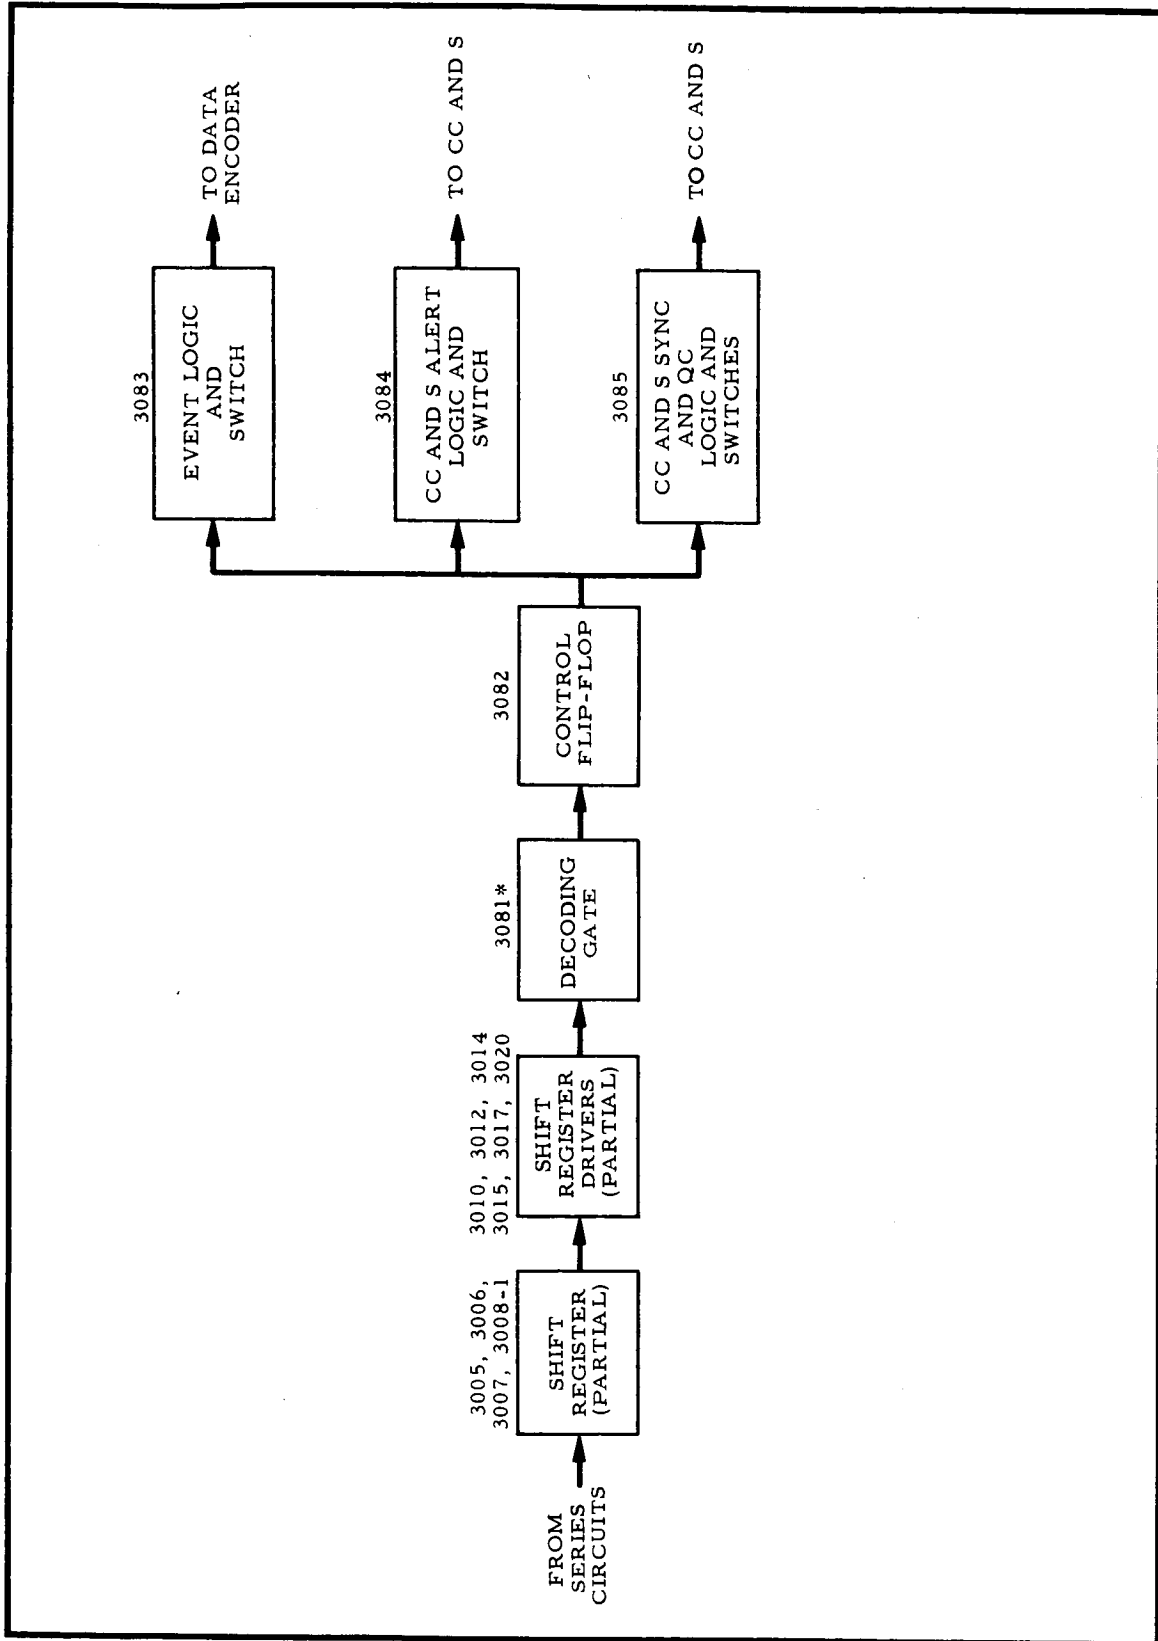 FROM
SERIES
CIRCUITS
3005, 3006,
3007, 3008-1
SHIFT
REGISTER
(PARTIAL)
3010, 3012, 3014
3015, 3017, 3020
SHIFT
REGISTER
DRIVERS
(PARTIAL)
3081*
DECODING
GATE
3082
CONTROL
FLIP-FLOP
3083
EVENT LOGIC
AND
SWITCH
TO DATA
ENCODER
3084
CC AND S ALERT
LOGIC AND
SWITCH
TO CC AND S
3085
CC AND S SYNC
AND QC
LOGIC AND
SWITCHES
TO CC AND S